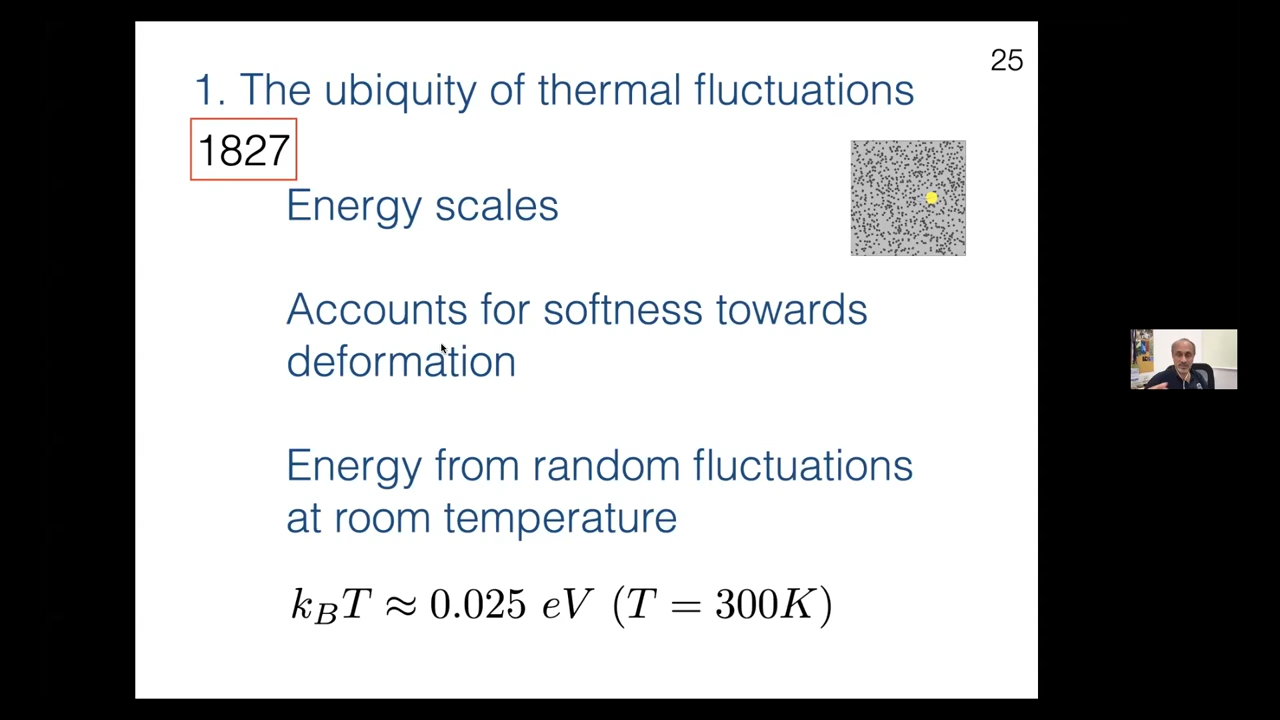 25
1. The ubiquity of thermal fluctuations
1827
Energy scales
Accounts for softness towards
deformation
Energy from random fluctuations
at room temperature
k_B T ≈ 0.025 eV (T = 300K)